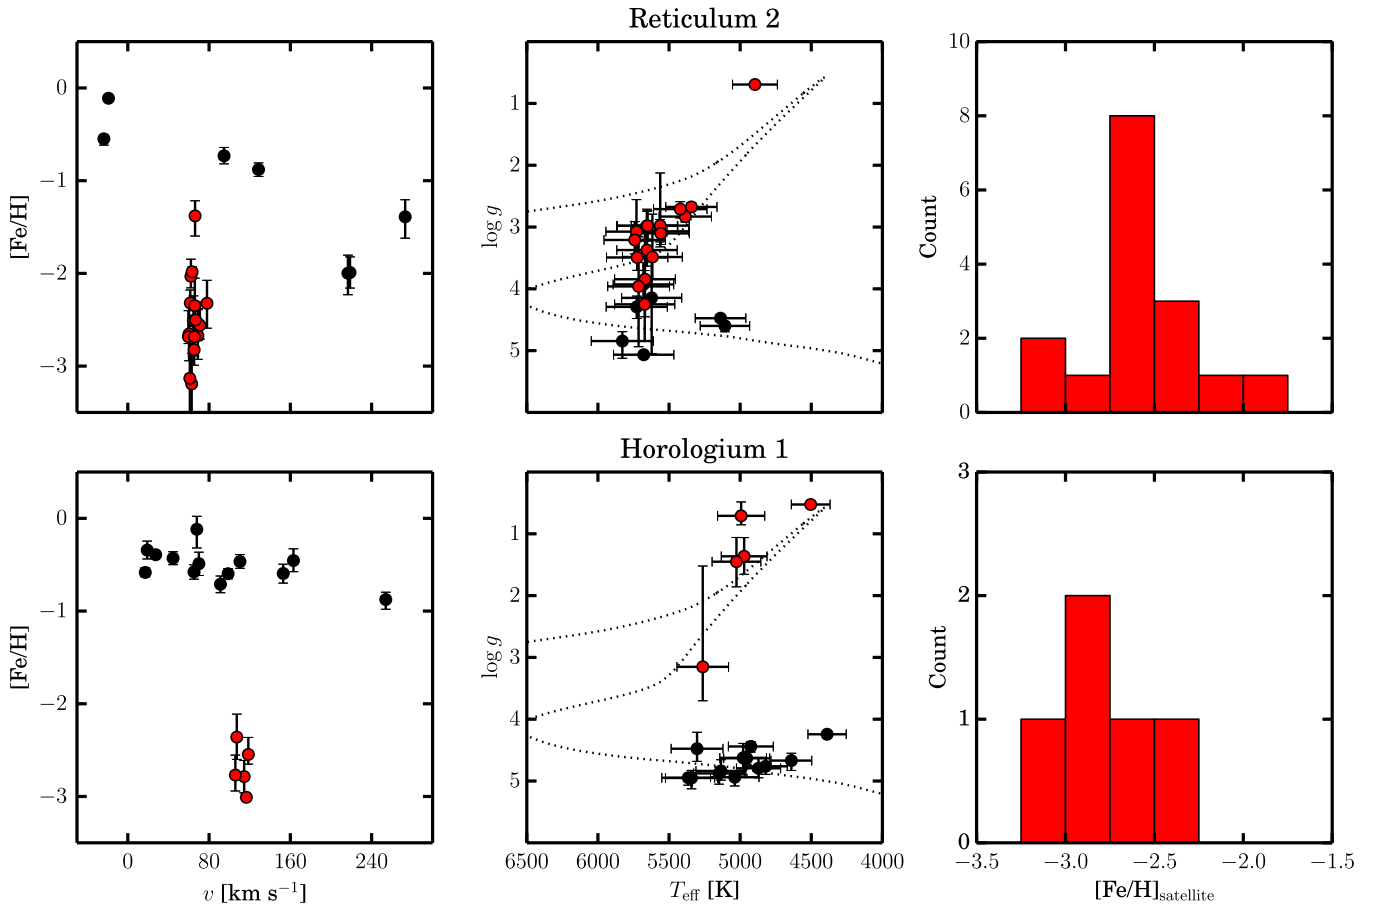 Reticulum 2
0
−1
−2
−3
[Fe/H]
1
2
3
4
5
log g
0
2
4
6
8
10
Count
Horologium 1
0
−1
−2
−3
[Fe/H]
0 80 160 240
v [km s⁻¹]
1
2
3
4
5
log g
6500 6000 5500 5000 4500 4000
T_eff [K]
0
1
2
3
Count
−3.5 −3.0 −2.5 −2.0 −1.5
[Fe/H]_satellite